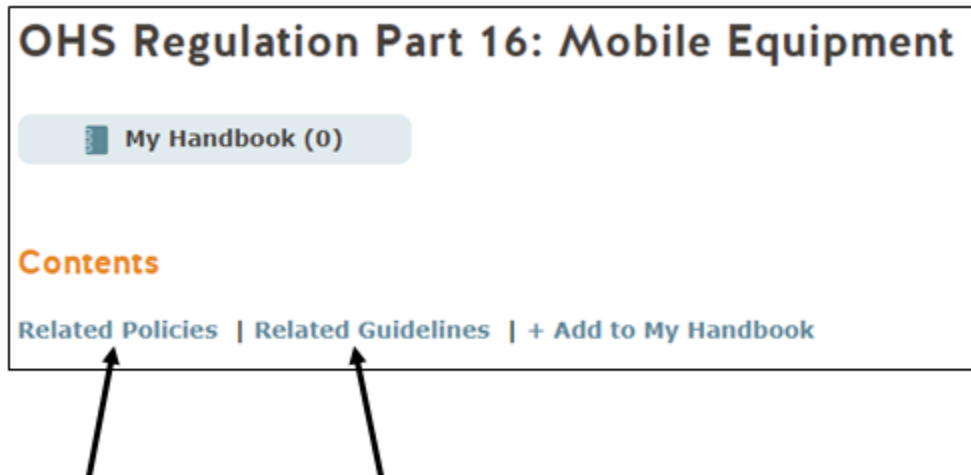 OHS Regulation Part 16: Mobile Equipment
My Handbook (0)
Contents
Related Policies | Related Guidelines | + Add to My Handbook